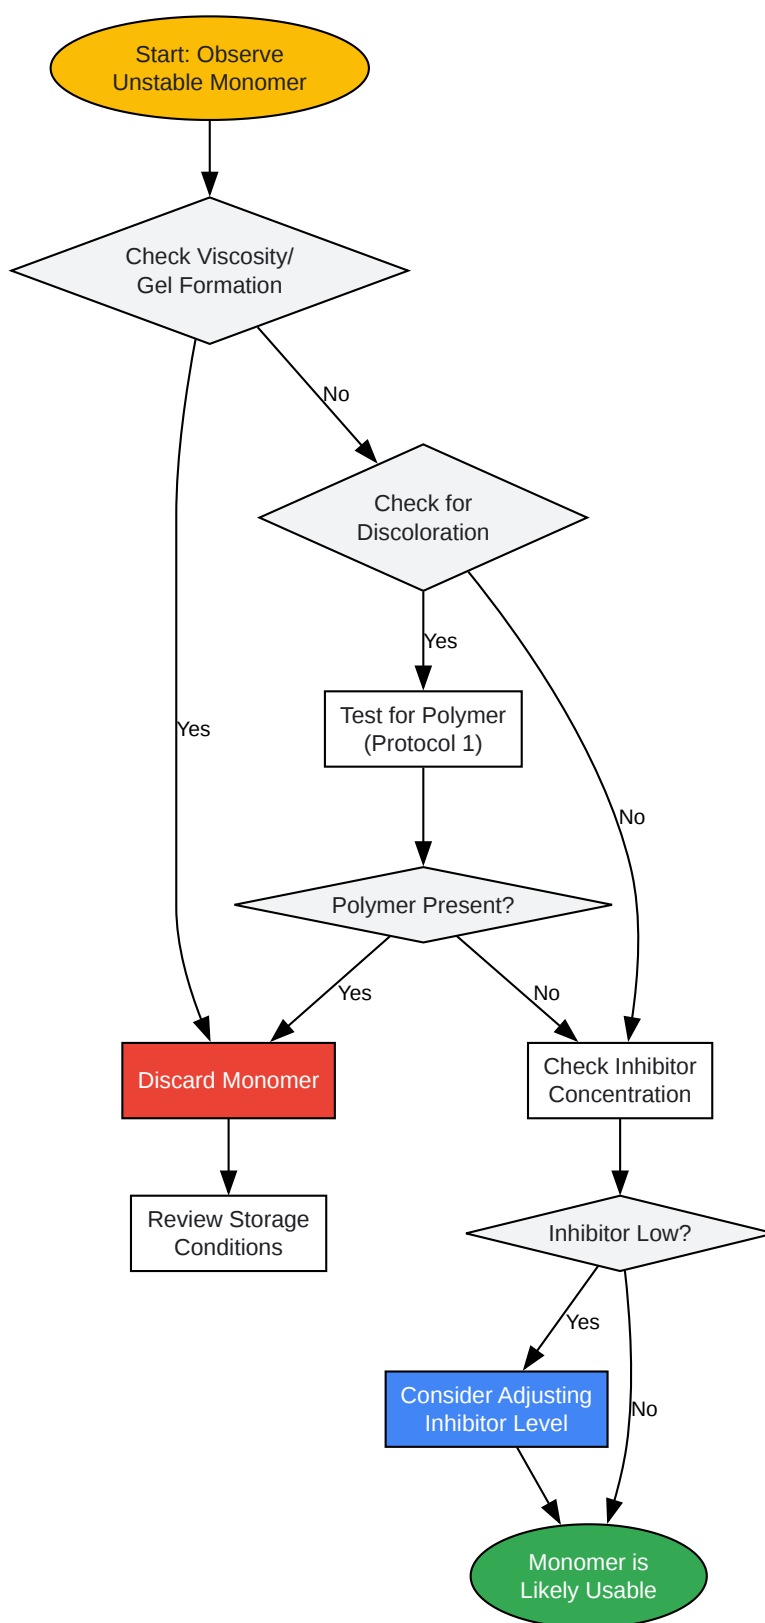 Start: Observe
Unstable Monomer
Check Viscosity/
Gel Formation
No
Check for
Discoloration
Yes
Test for Polymer
(Protocol 1)
Yes
No
Polymer Present?
Yes
No
Discard Monomer
Check Inhibitor
Concentration
Review Storage
Conditions
Inhibitor Low?
Yes
Consider Adjusting
Inhibitor Level
No
Monomer is
Likely Usable